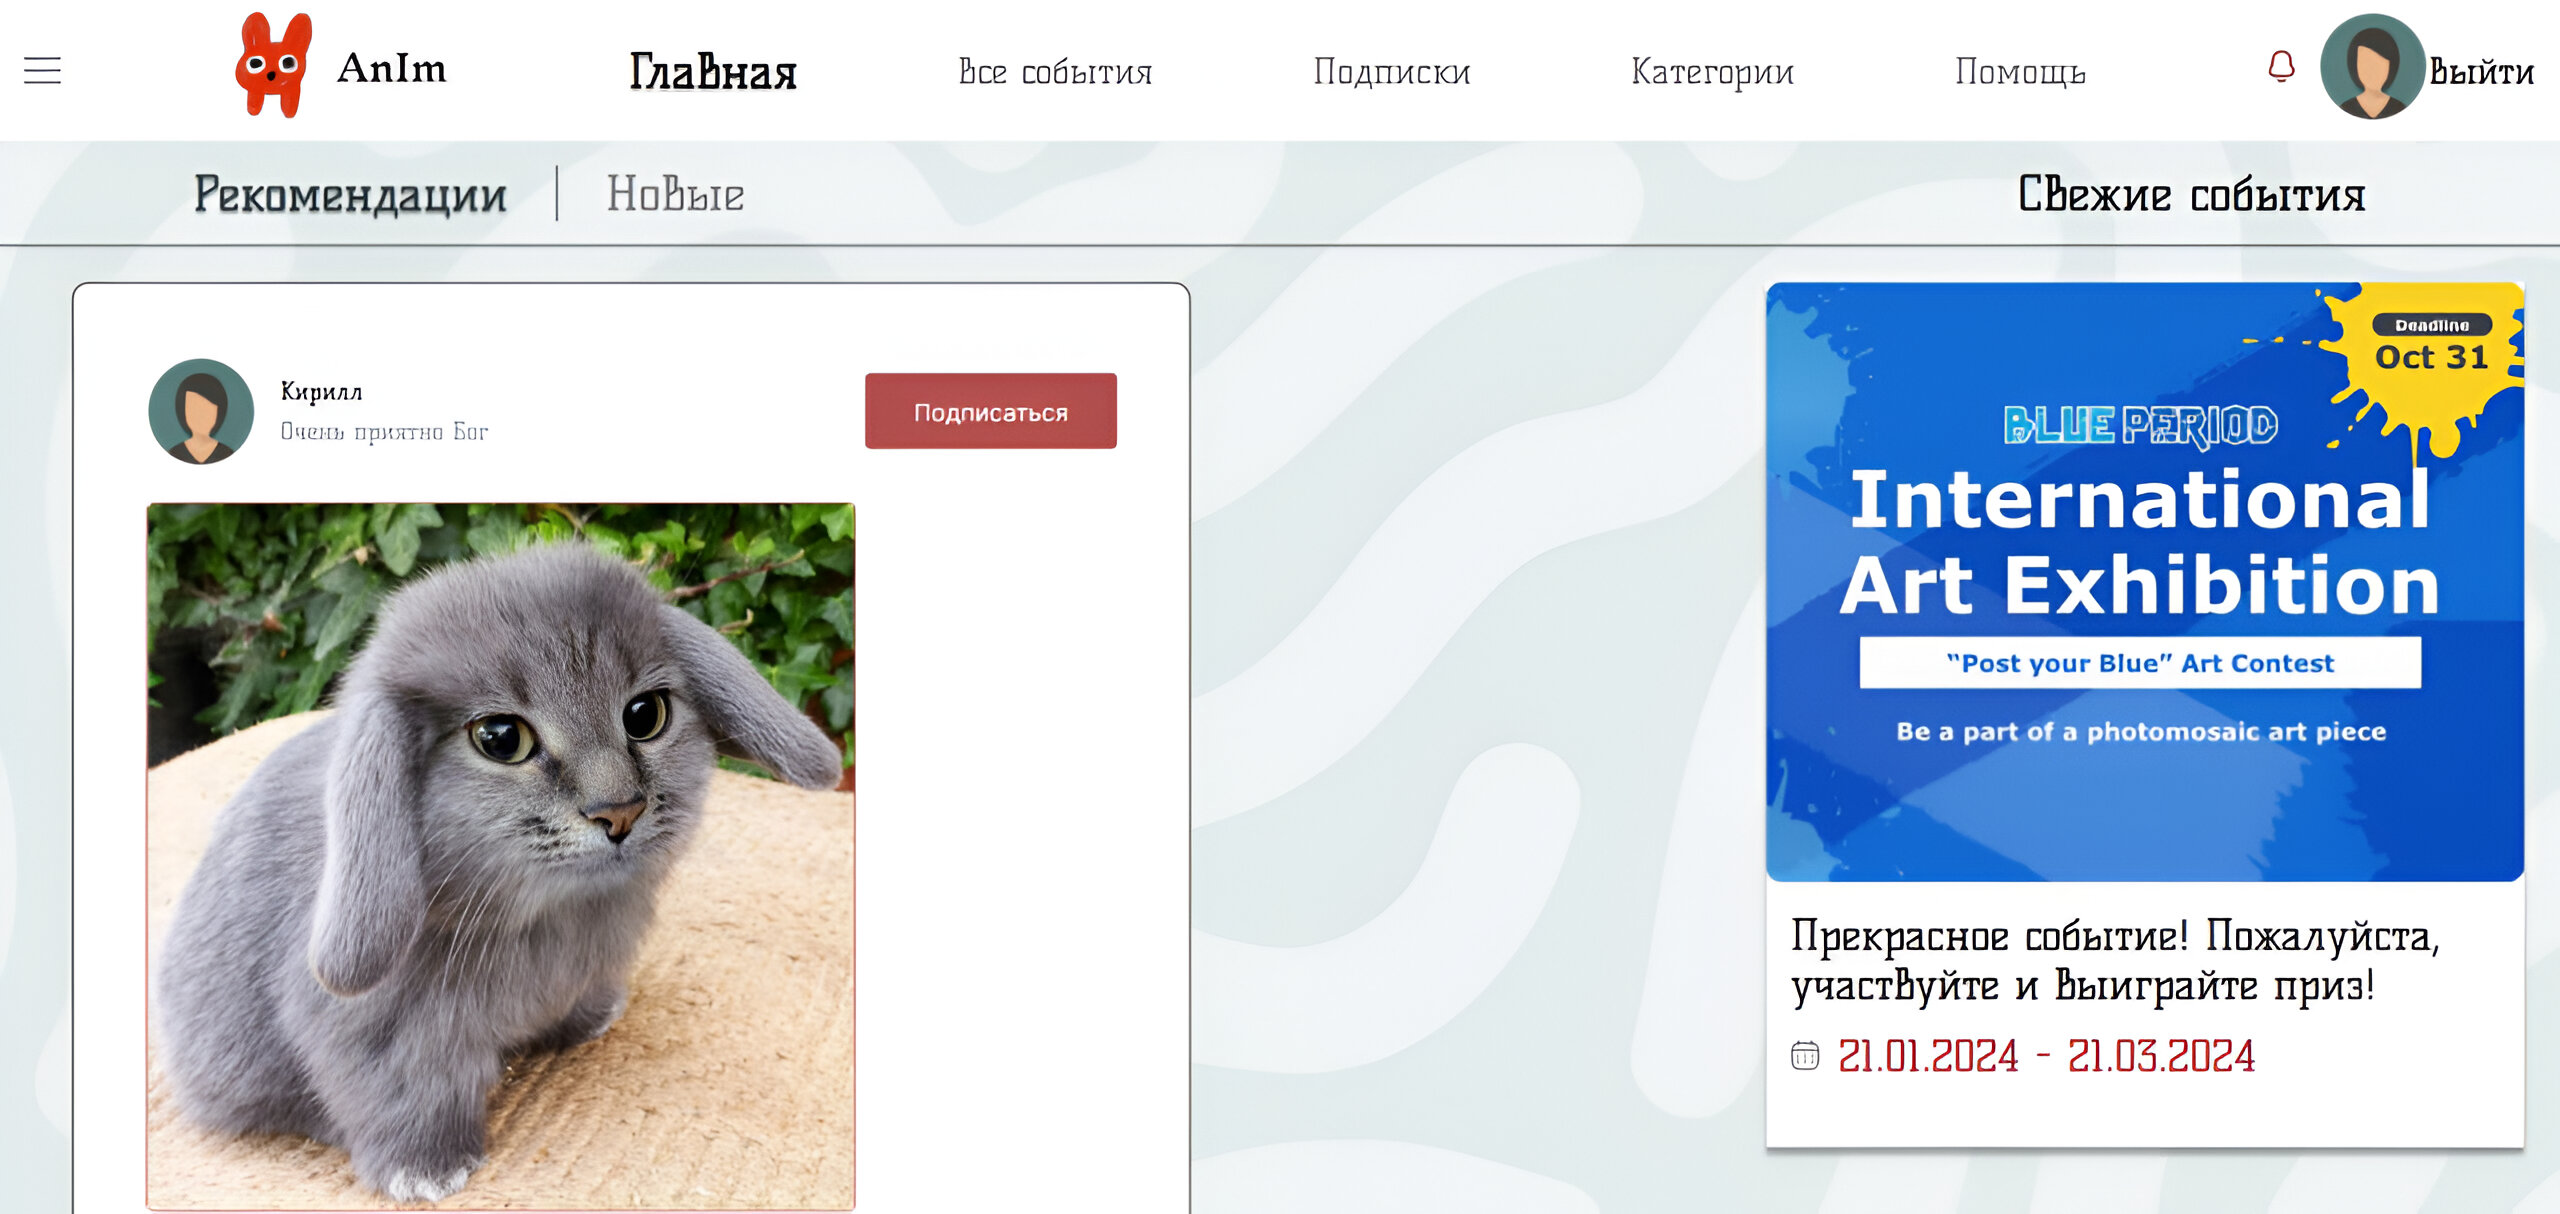 AnIm
Главная
Все события
Подписки
Категории
Помощь
Выйти
Рекомендации
Новые
Свежие события
Кирилл
Очень приятно Бог
Подписаться
Deadline
Oct 31
BLUE PERIOD
International
Art Exhibition
“Post your Blue” Art Contest
Be a part of a photomosaic art piece
Прекрасное событие! Пожалуйста,
участвуйте и выиграйте приз!
21.01.2024 - 21.03.2024